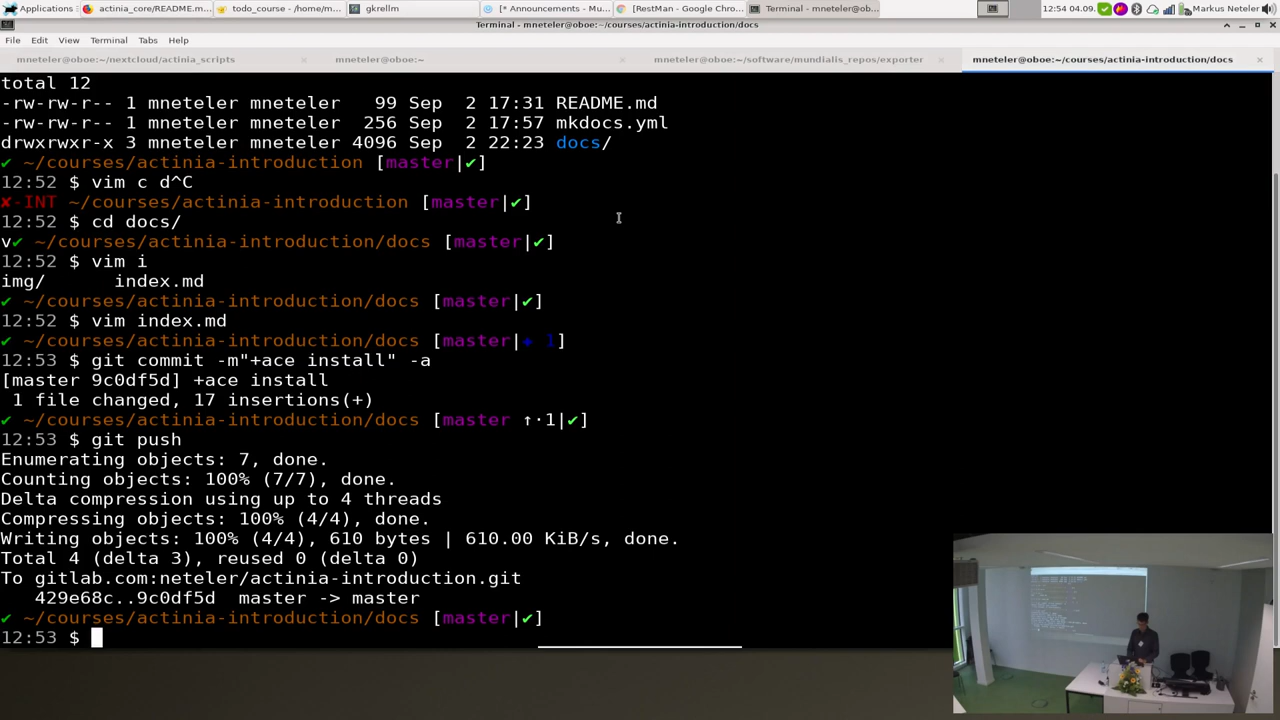 Applications
actinia_core/README.m...
todo_course - /home/m...
gkrellm
[* Announcements - Mu...
[RestMan - Google Chro...
Terminal - mneteler@ob...
12:54 04.09.
Markus Neteler
Terminal - mneteler@oboe:~/courses/actinia-introduction/docs
File Edit View Terminal Tabs Help
mneteler@oboe:~/nextcloud/actinia_scripts
mneteler@oboe:~
mneteler@oboe:~/software/mundialis_repos/exporter
mneteler@oboe:~/courses/actinia-introduction/docs
total 12
-rw-rw-r-- 1 mneteler mneteler   99 Sep  2 17:31 README.md
-rw-rw-r-- 1 mneteler mneteler  256 Sep  2 17:57 mkdocs.yml
drwxrwxr-x 3 mneteler mneteler 4096 Sep  2 22:23 docs/
✔ ~/courses/actinia-introduction [master|✔]
12:52 $ vim c d^C
✘-INT ~/courses/actinia-introduction [master|✔]
12:52 $ cd docs/
v✔ ~/courses/actinia-introduction/docs [master|✔]
12:52 $ vim i
img/      index.md
✔ ~/courses/actinia-introduction/docs [master|✔]
12:52 $ vim index.md
✔ ~/courses/actinia-introduction/docs [master|✚ 1]
12:53 $ git commit -m"+ace install" -a
[master 9c0df5d] +ace install
 1 file changed, 17 insertions(+)
✔ ~/courses/actinia-introduction/docs [master ↑·1|✔]
12:53 $ git push
Enumerating objects: 7, done.
Counting objects: 100% (7/7), done.
Delta compression using up to 4 threads
Compressing objects: 100% (4/4), done.
Writing objects: 100% (4/4), 610 bytes | 610.00 KiB/s, done.
Total 4 (delta 3), reused 0 (delta 0)
To gitlab.com:neteler/actinia-introduction.git
   429e68c..9c0df5d  master -> master
✔ ~/courses/actinia-introduction/docs [master|✔]
12:53 $